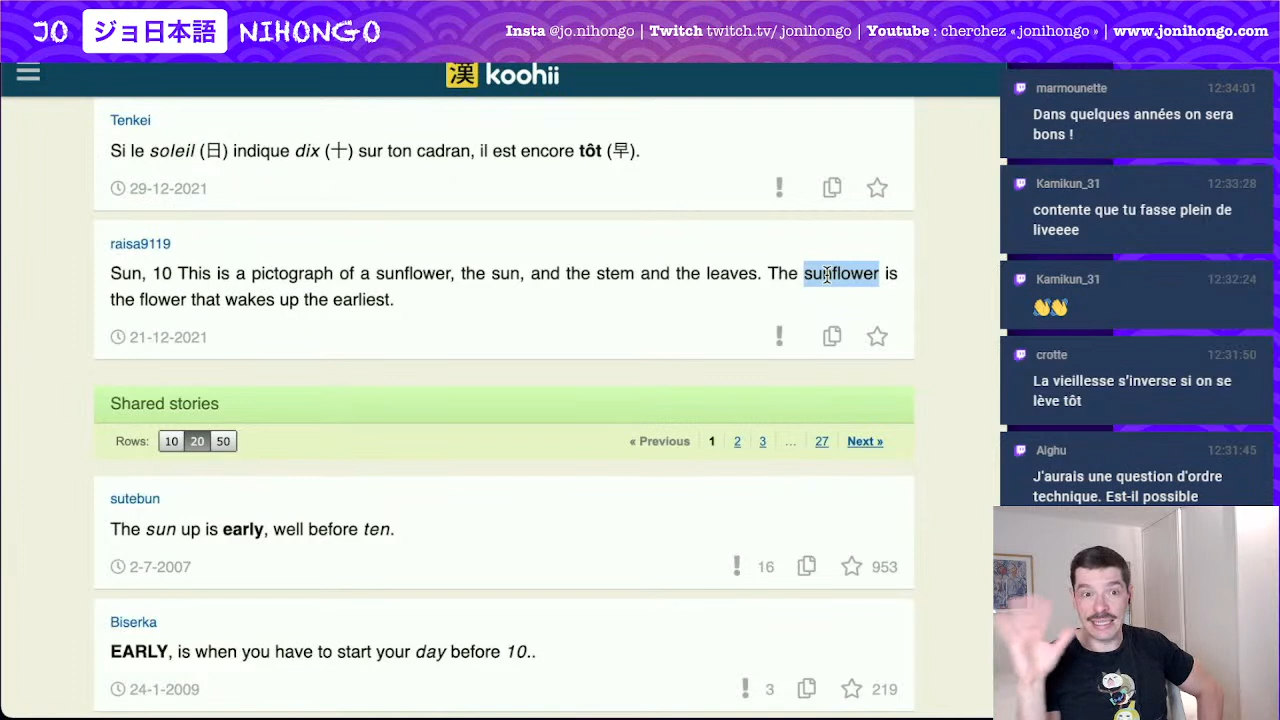 JO ジョ日本語 NIHONGO
Insta @jo.nihongo | Twitch twitch.tv/ jonihongo | Youtube : cherchez « jonihongo » | www.jonihongo.com
漢 koohii
Tenkei
Si le soleil (日) indique dix (十) sur ton cadran, il est encore tôt (早).
29-12-2021
raisa9119
Sun, 10 This is a pictograph of a sunflower, the sun, and the stem and the leaves. The sunflower is
the flower that wakes up the earliest.
21-12-2021
Shared stories
Rows: 10 20 50
« Previous 1 2 3 … 27 Next »
sutebun
The sun up is early, well before ten.
2-7-2007
16
953
Biserka
EARLY, is when you have to start your day before 10..
24-1-2009
3
219
marmounette 12:34:01
Dans quelques années on sera
bons !
Kamikun_31 12:33:28
contente que tu fasse plein de
liveeee
Kamikun_31 12:32:24
👏👏
crotte 12:31:50
La vieillesse s'inverse si on se
lève tôt
Alghu 12:31:45
J'aurais une question d'ordre
technique. Est-il possible